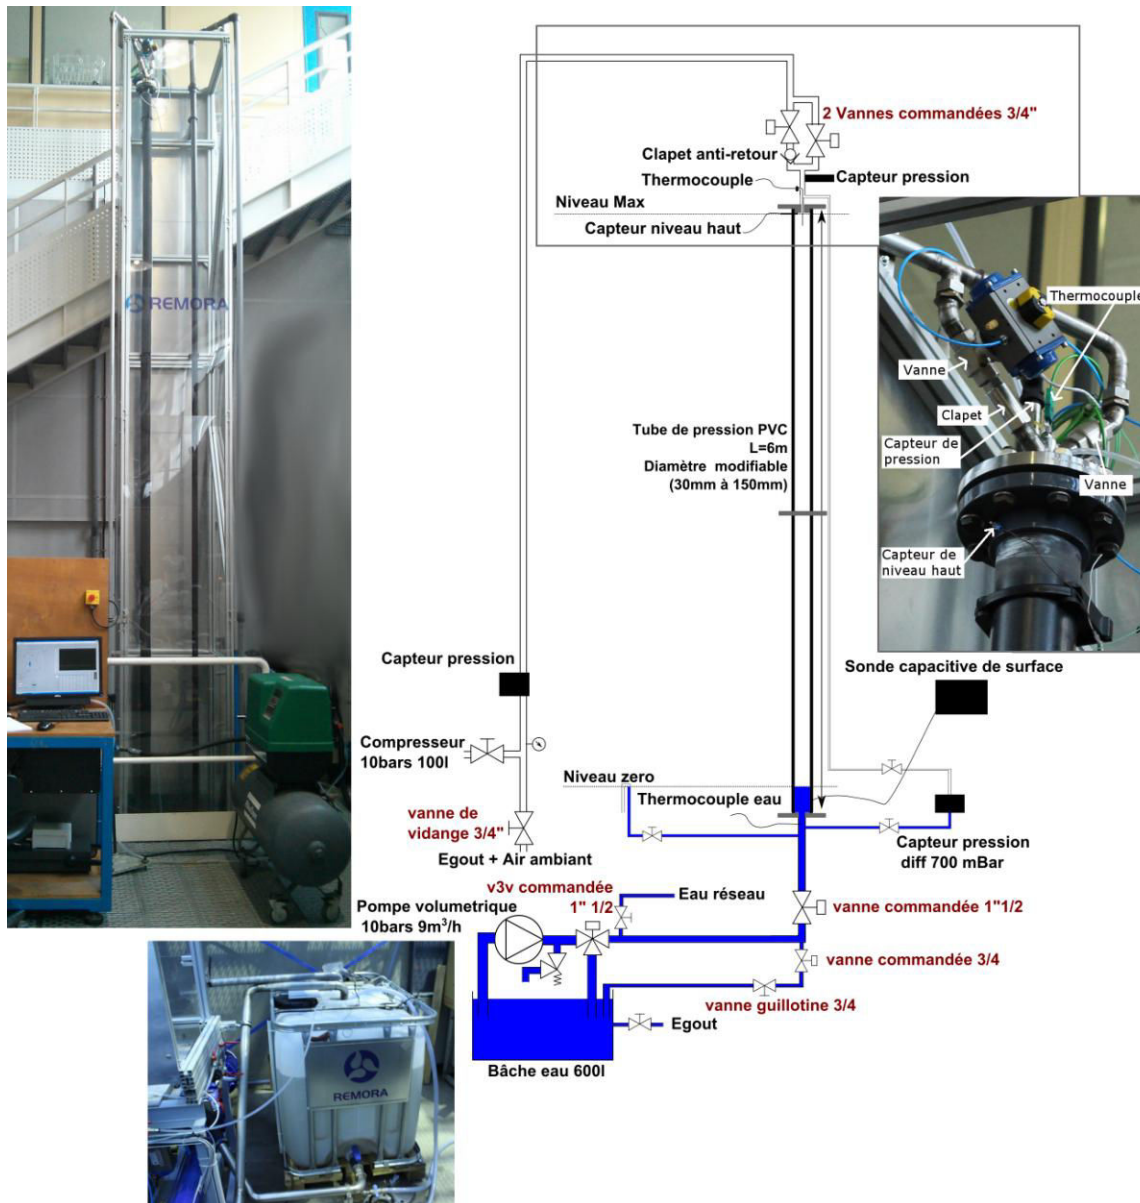 REMORA
2 Vannes commandées 3/4"
Clapet anti-retour
Thermocouple
Capteur pression
Niveau Max
Capteur niveau haut
Thermocouple
Vanne
Clapet
Capteur de
pression
Vanne
Capteur de
niveau haut
Tube de pression PVC
L=6m
Diamètre modifiable
(30mm à 150mm)
Capteur pression
Sonde capacitive de surface
Compresseur
10bars 100l
Niveau zero
Thermocouple eau
vanne de
vidange 3/4"
Egout + Air ambiant
Capteur pression
diff 700 mBar
v3v commandée
1" 1/2
Eau réseau
Pompe volumetrique
10bars 9m³/h
vanne commandée 1"1/2
vanne commandée 3/4
vanne guillotine 3/4
Egout
Bâche eau 600l
REMORA